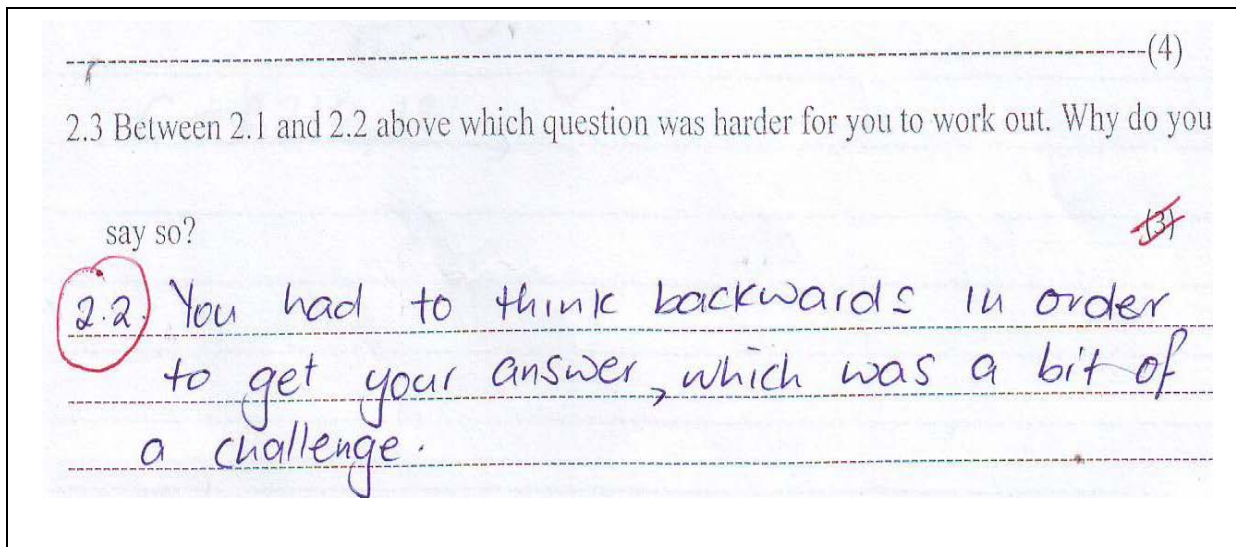 (4)
2.3 Between 2.1 and 2.2 above which question was harder for you to work out. Why do you
say so? (3)
2.2. You had to think backwards in order
to get your answer, which was a bit of
a challenge.